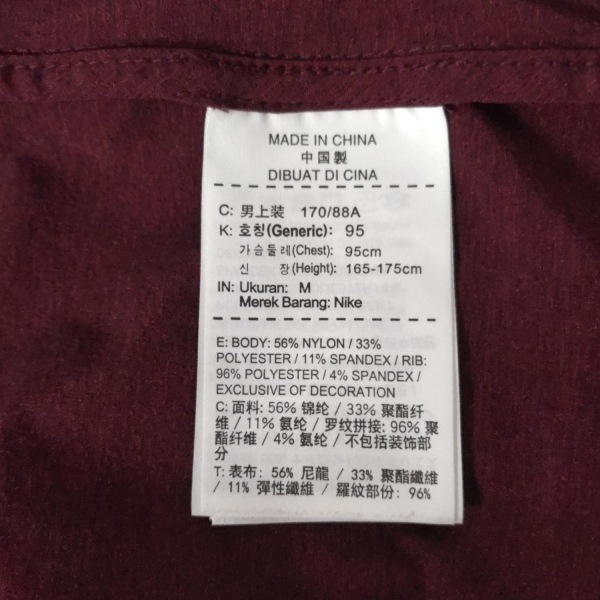 MADE IN CHINA
中国製
DIBUAT DI CINA
C: 男上装 170/88A
K: 호칭(Generic): 95
가슴둘레(Chest): 95cm
신 장(Height): 165-175cm
IN: Ukuran: M
Merek Barang: Nike
E: BODY: 56% NYLON / 33%
POLYESTER / 11% SPANDEX / RIB:
96% POLYESTER / 4% SPANDEX /
EXCLUSIVE OF DECORATION
C: 面料: 56% 锦纶 / 33% 聚酯纤
维 / 11% 氨纶 / 罗纹拼接: 96% 聚
酯纤维 / 4% 氨纶 / 不包括装饰部
分
T: 表布: 56% 尼龍 / 33% 聚酯纖維
/ 11% 彈性纖維 / 羅紋部份: 96%